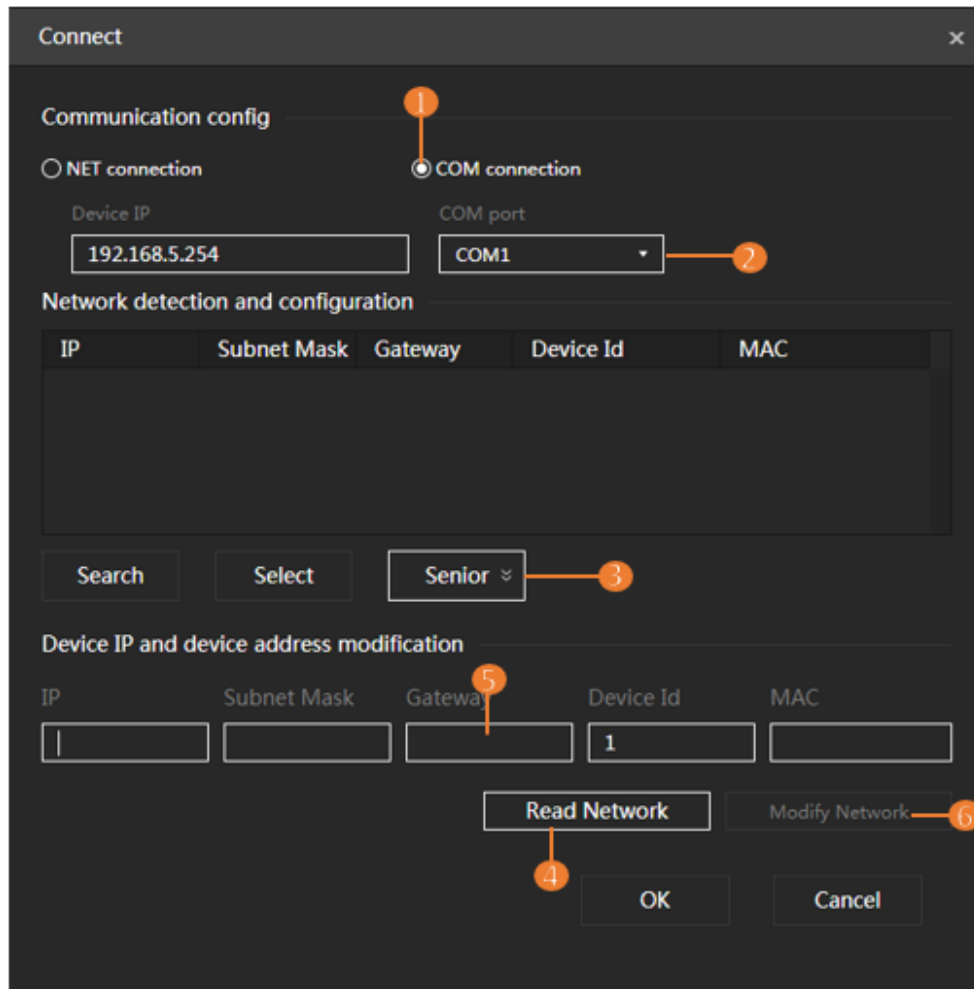 Connect ×
Communication config
1
NET connection COM connection
Device IP COM port
192.168.5.254 COM1 2
Network detection and configuration
IP Subnet Mask Gateway Device Id MAC
Search Select Senior 3
Device IP and device address modification
5
IP Subnet Mask Gateway Device Id MAC
1
Read Network Modify Network 6
4
OK Cancel